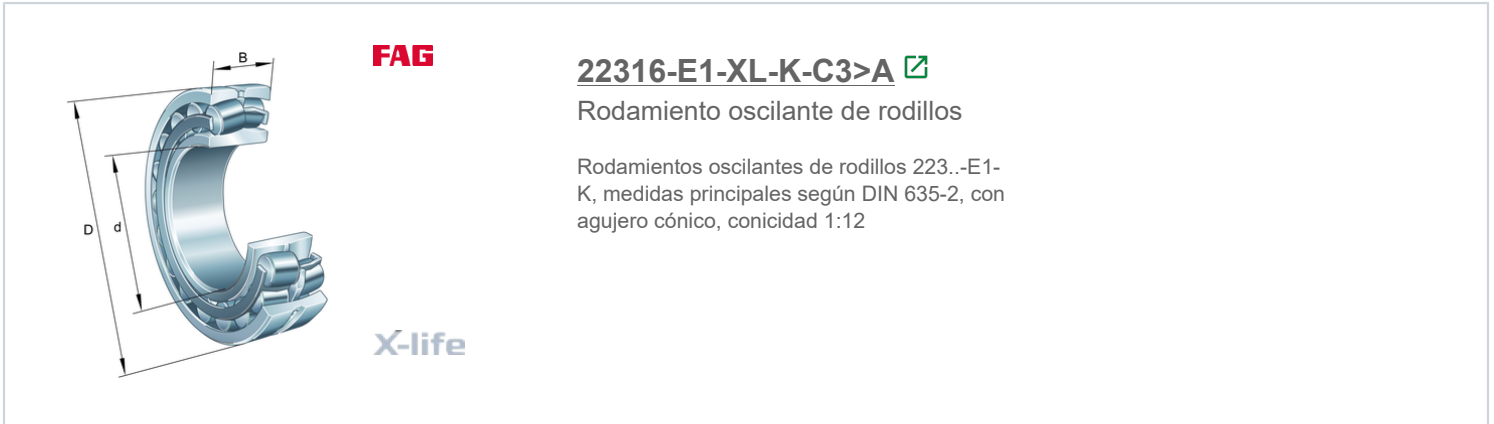 B
FAG
22316-E1-XL-K-C3>A
Rodamiento oscilante de rodillos
Rodamientos oscilantes de rodillos 223..-E1-
K, medidas principales según DIN 635-2, con
agujero cónico, conicidad 1:12
D
d
X-life